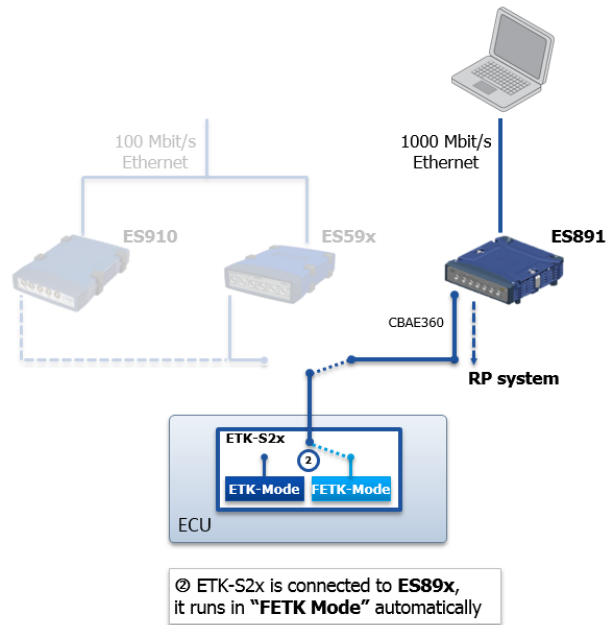 100 Mbit/s
Ethernet
1000 Mbit/s
Ethernet
ES910
ES59x
ES891
CBAE360
RP system
ETK-S2x
2
ETK-Mode
FETK-Mode
ECU
② ETK-S2x is connected to ES89x,
it runs in “FETK Mode” automatically